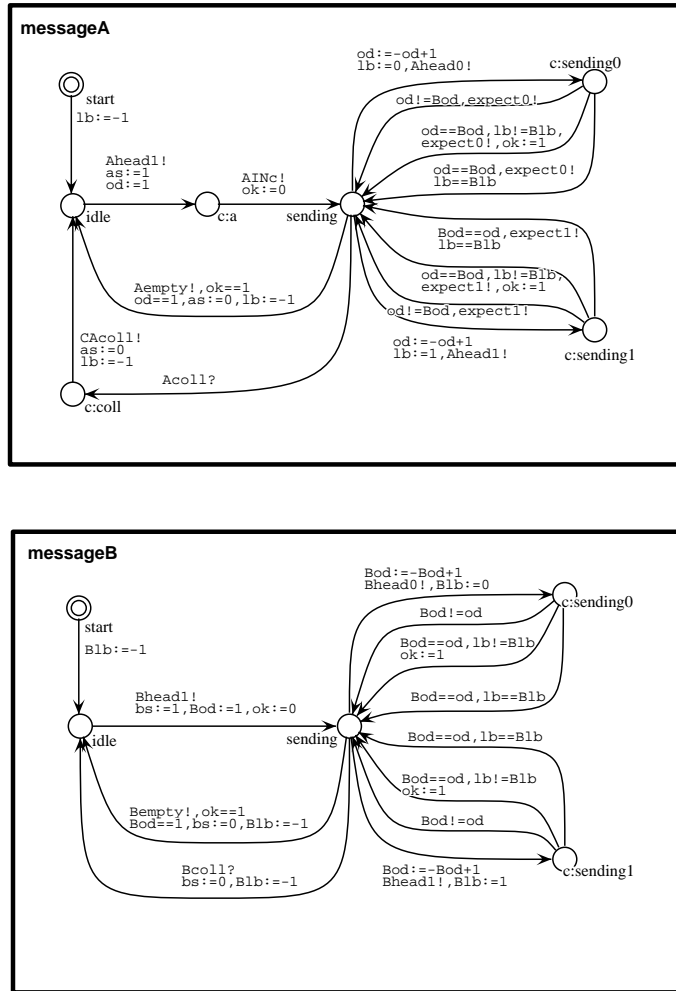 messageA
od:=-od+1
lb:=0,Ahead0!
c:sending0
start
lb:=-1
od!=Bod,expect0!
od==Bod,lb!=Blb,
expect0!,ok:=1
od==Bod,expect0!
lb==Blb
Ahead1!
as:=1
od:=1
AINc!
ok:=0
idle
c:a
sending
Bod==od,expect1!
lb==Blb
od==Bod,lb!=Blb,
expect1!,ok:=1
Aempty!,ok==1
od==1,as:=0,lb:=-1
od!=Bod,expect1!
od:=-od+1
lb:=1,Ahead1!
c:sending1
CAcoll!
as:=0
lb:=-1
Acoll?
c:coll
messageB
Bod:=-Bod+1
Bhead0!,Blb:=0
c:sending0
start
Blb:=-1
Bod!=od
Bod==od,lb!=Blb
ok:=1
Bod==od,lb==Blb
Bhead1!
bs:=1,Bod:=1,ok:=0
idle
sending
Bod==od,lb==Blb
Bod==od,lb!=Blb
ok:=1
Bempty!,ok==1
Bod==1,bs:=0,Blb:=-1
Bod!=od
Bcoll?
bs:=0,Blb:=-1
Bod:=-Bod+1
Bhead1!,Blb:=1
c:sending1